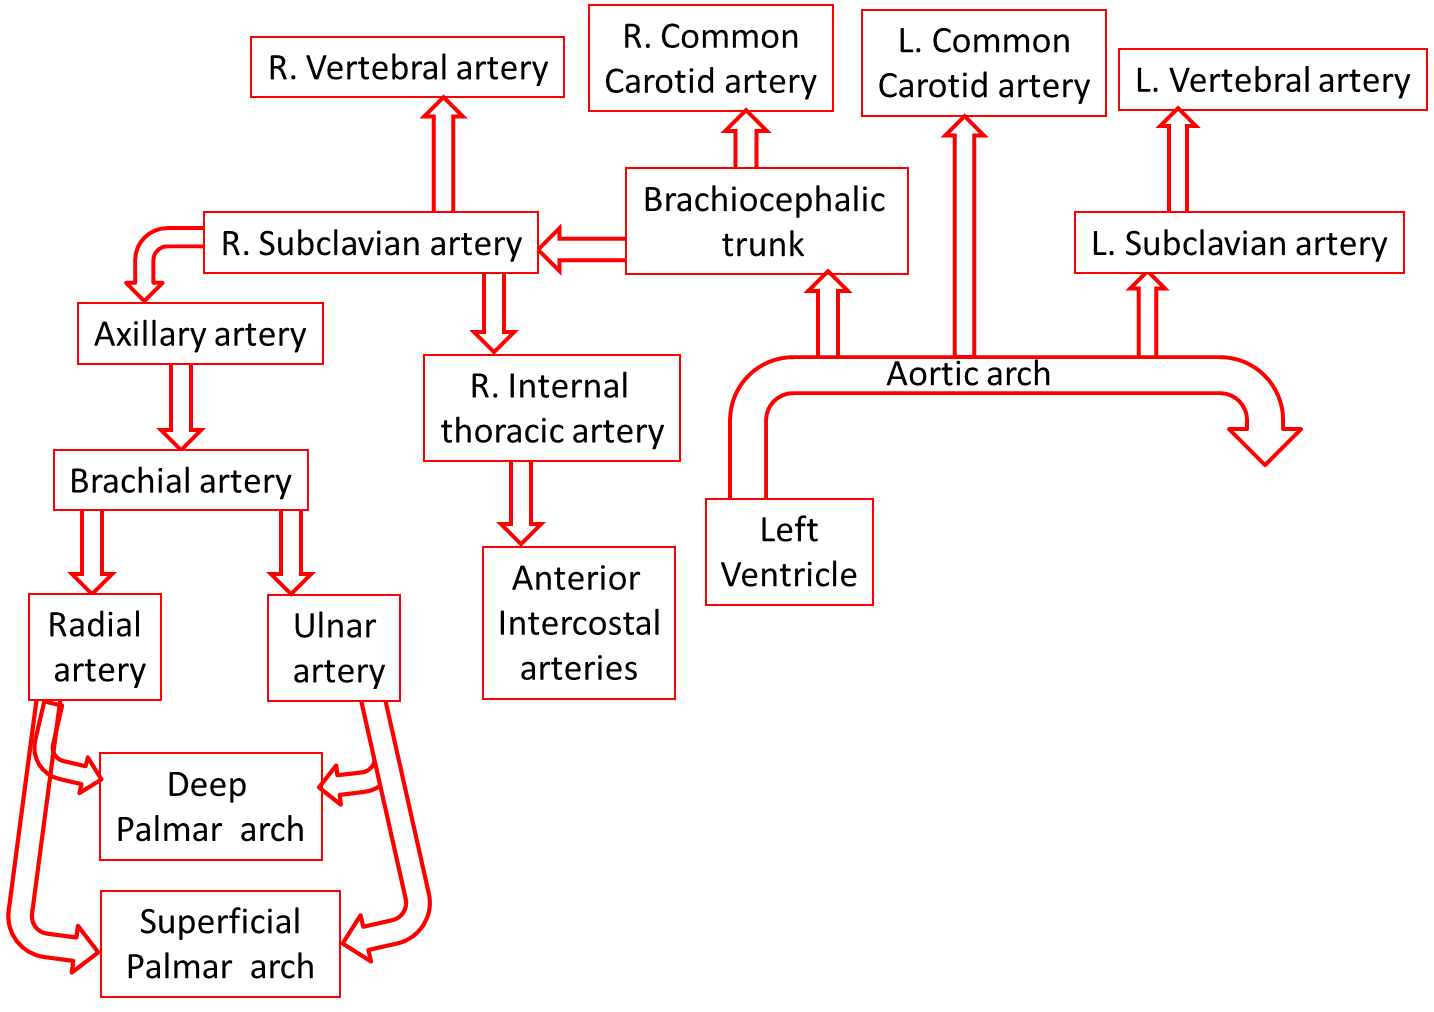 R. Vertebral artery
R. Common
Carotid artery
L. Common
Carotid artery
L. Vertebral artery
R. Subclavian artery
Brachiocephalic
trunk
L. Subclavian artery
Axillary artery
R. Internal
thoracic artery
Aortic arch
Brachial artery
Left
Ventricle
Anterior
Intercostal
arteries
Radial
artery
Ulnar
artery
Deep
Palmar arch
Superficial
Palmar arch